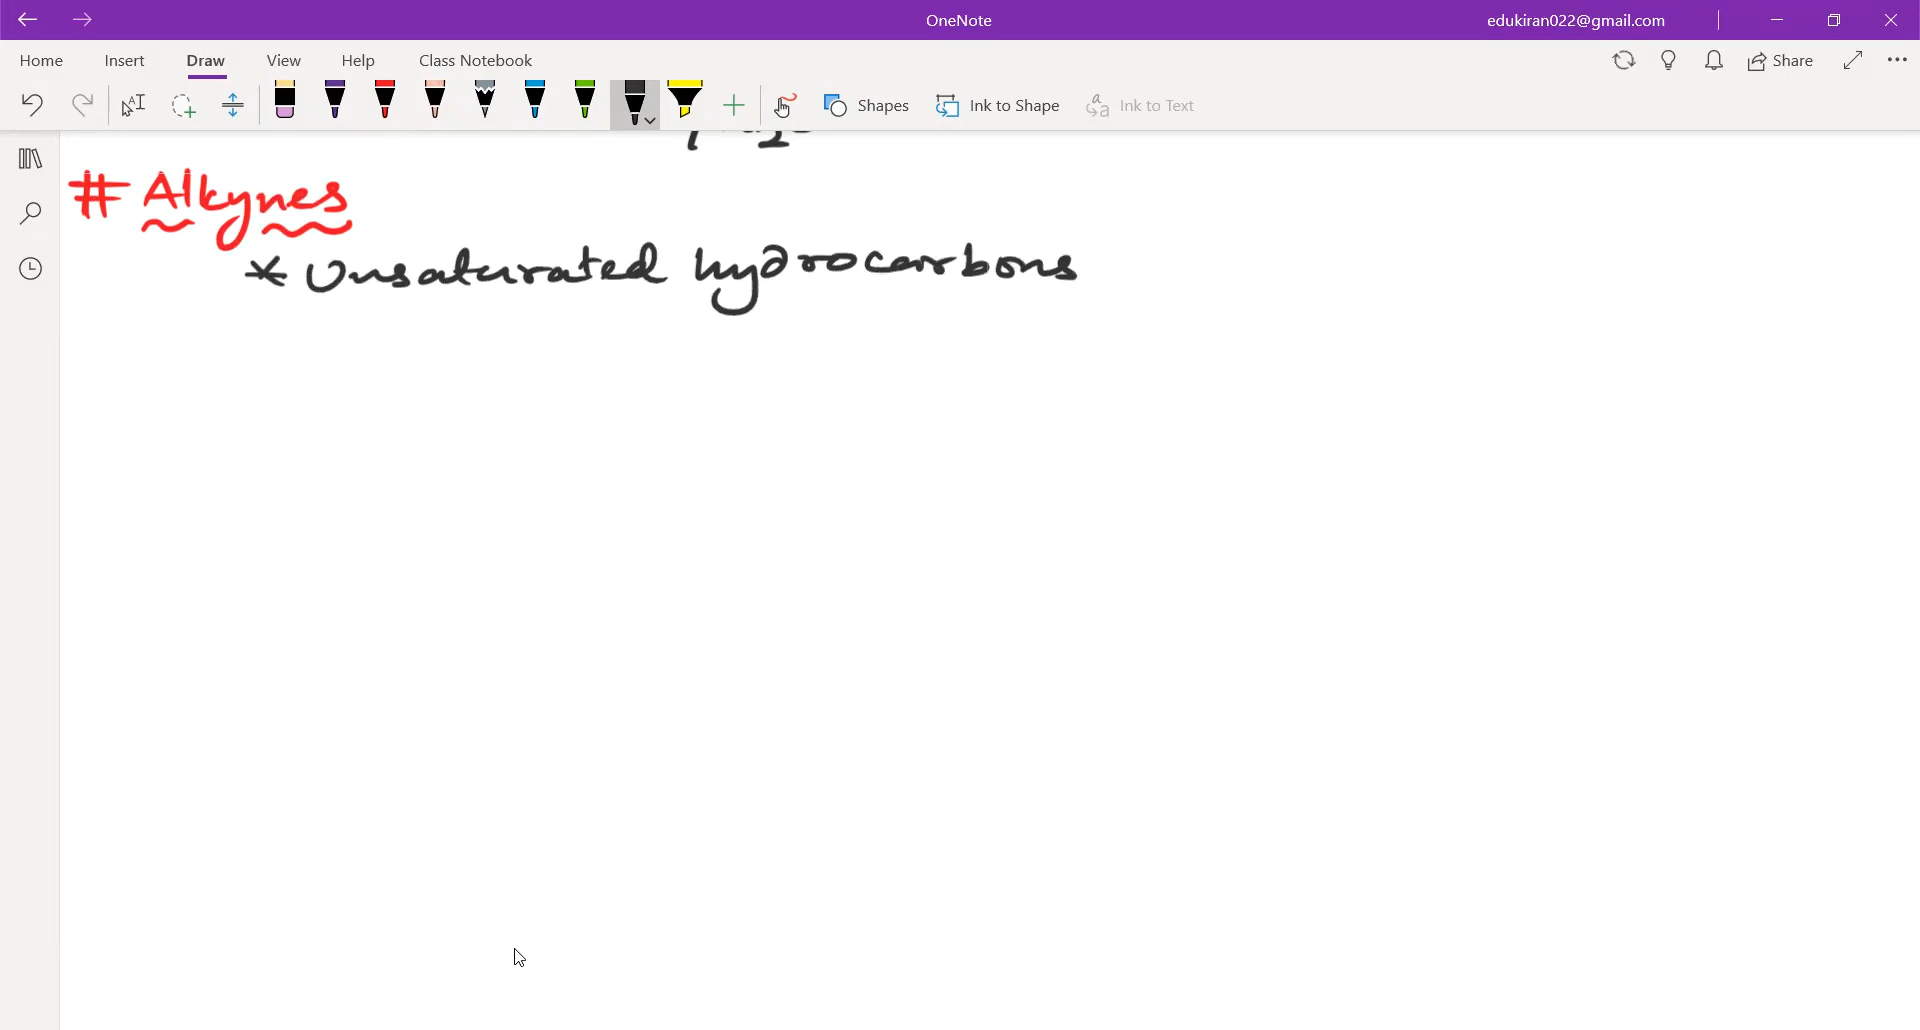 OneNote
edukiran022@gmail.com
Home Insert Draw View Help Class Notebook
Share
Shapes Ink to Shape Ink to Text
# Alkynes
* Unsaturated hydrocarbons